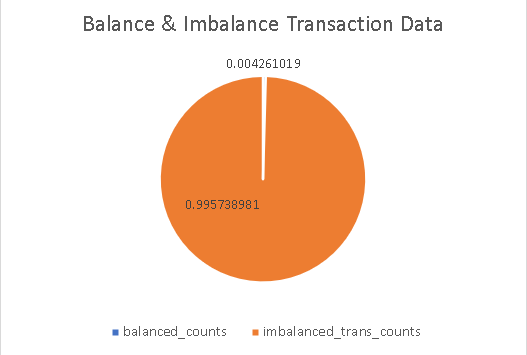 Balance & Imbalance Transaction Data
0.004261019
0.995738981
balanced_counts
imbalanced_trans_counts